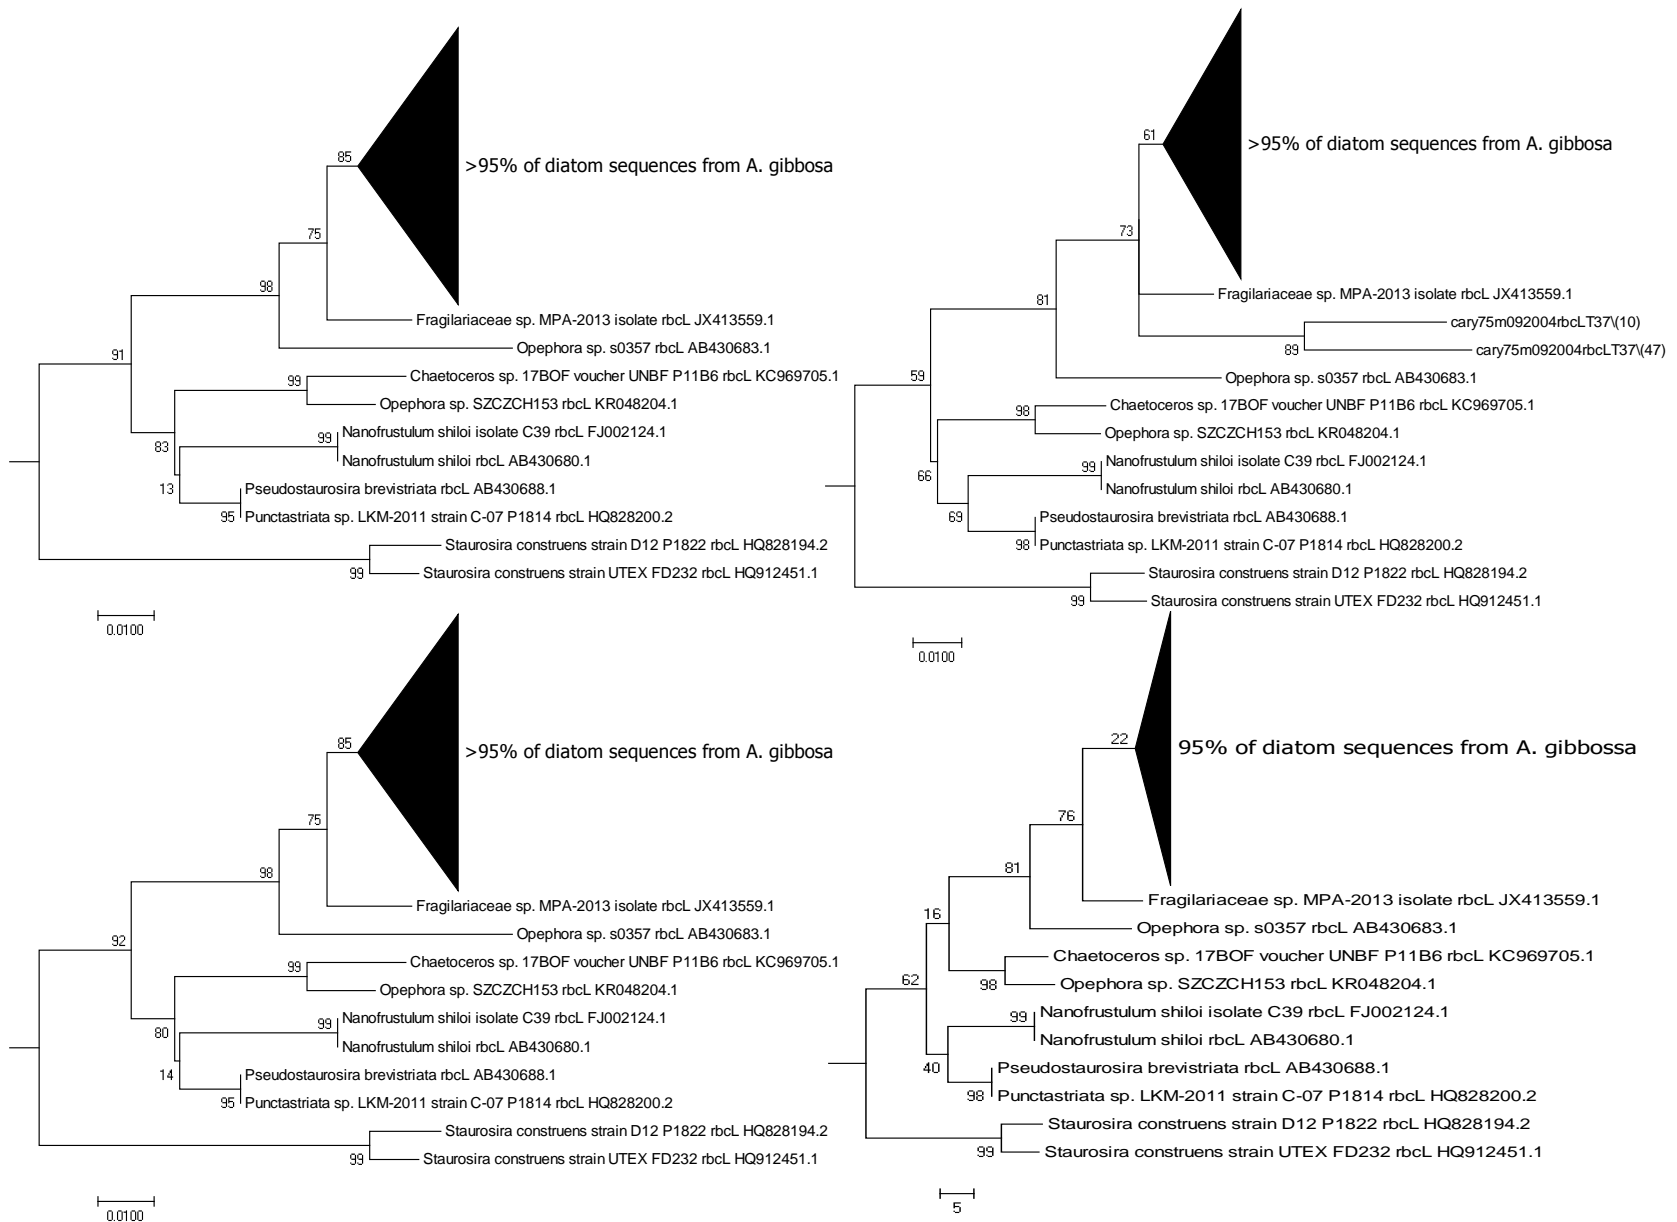 85
>95% of diatom sequences from A. gibbosa
75
98
Fragilariaceae sp. MPA-2013 isolate rbcL JX413559.1
Opephora sp. s0357 rbcL AB430683.1
91
99
Chaetoceros sp. 17BOF voucher UNBF P11B6 rbcL KC969705.1
Opephora sp. SZCZCH153 rbcL KR048204.1
83
99
Nanofrustulum shiloi isolate C39 rbcL FJ002124.1
Nanofrustulum shiloi rbcL AB430680.1
13
Pseudostaurosira brevistriata rbcL AB430688.1
95
Punctastriata sp. LKM-2011 strain C-07 P1814 rbcL HQ828200.2
Staurosira construens strain D12 P1822 rbcL HQ828194.2
99
Staurosira construens strain UTEX FD232 rbcL HQ912451.1
0.0100
61
>95% of diatom sequences from A. gibbosa
73
81
Fragilariaceae sp. MPA-2013 isolate rbcL JX413559.1
cary75m092004rbcLT37\(10)
89
cary75m092004rbcLT37\(47)
59
Opephora sp. s0357 rbcL AB430683.1
98
Chaetoceros sp. 17BOF voucher UNBF P11B6 rbcL KC969705.1
Opephora sp. SZCZCH153 rbcL KR048204.1
66
99
Nanofrustulum shiloi isolate C39 rbcL FJ002124.1
Nanofrustulum shiloi rbcL AB430680.1
69
Pseudostaurosira brevistriata rbcL AB430688.1
98
Punctastriata sp. LKM-2011 strain C-07 P1814 rbcL HQ828200.2
Staurosira construens strain D12 P1822 rbcL HQ828194.2
99
Staurosira construens strain UTEX FD232 rbcL HQ912451.1
0.0100
85
>95% of diatom sequences from A. gibbosa
75
98
Fragilariaceae sp. MPA-2013 isolate rbcL JX413559.1
Opephora sp. s0357 rbcL AB430683.1
92
99
Chaetoceros sp. 17BOF voucher UNBF P11B6 rbcL KC969705.1
Opephora sp. SZCZCH153 rbcL KR048204.1
80
99
Nanofrustulum shiloi isolate C39 rbcL FJ002124.1
Nanofrustulum shiloi rbcL AB430680.1
14
Pseudostaurosira brevistriata rbcL AB430688.1
95
Punctastriata sp. LKM-2011 strain C-07 P1814 rbcL HQ828200.2
Staurosira construens strain D12 P1822 rbcL HQ828194.2
99
Staurosira construens strain UTEX FD232 rbcL HQ912451.1
0.0100
22
95% of diatom sequences from A. gibbossa
76
81
Fragilariaceae sp. MPA-2013 isolate rbcL JX413559.1
16
Opephora sp. s0357 rbcL AB430683.1
Chaetoceros sp. 17BOF voucher UNBF P11B6 rbcL KC969705.1
98
Opephora sp. SZCZCH153 rbcL KR048204.1
62
99
Nanofrustulum shiloi isolate C39 rbcL FJ002124.1
Nanofrustulum shiloi rbcL AB430680.1
40
Pseudostaurosira brevistriata rbcL AB430688.1
98
Punctastriata sp. LKM-2011 strain C-07 P1814 rbcL HQ828200.2
Staurosira construens strain D12 P1822 rbcL HQ828194.2
99
Staurosira construens strain UTEX FD232 rbcL HQ912451.1
5